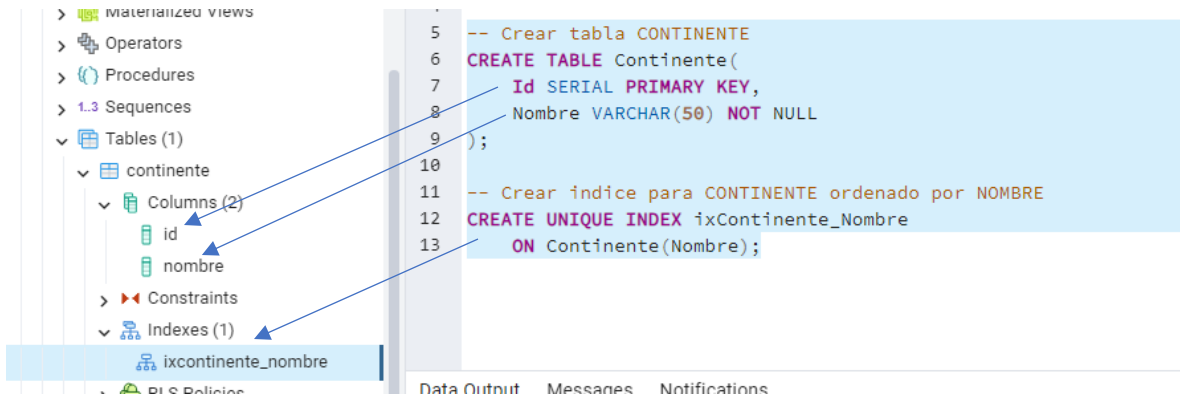 Materialized Views
Operators
Procedures
1..3 Sequences
Tables (1)
continente
Columns (2)
id
nombre
Constraints
Indexes (1)
ixcontinente_nombre
RLS Policies
5 -- Crear tabla CONTINENTE
6 CREATE TABLE Continente(
7 Id SERIAL PRIMARY KEY,
8 Nombre VARCHAR(50) NOT NULL
9 );
10
11 -- Crear indice para CONTINENTE ordenado por NOMBRE
12 CREATE UNIQUE INDEX ixContinente_Nombre
13 ON Continente(Nombre);
Data Output Messages Notifications